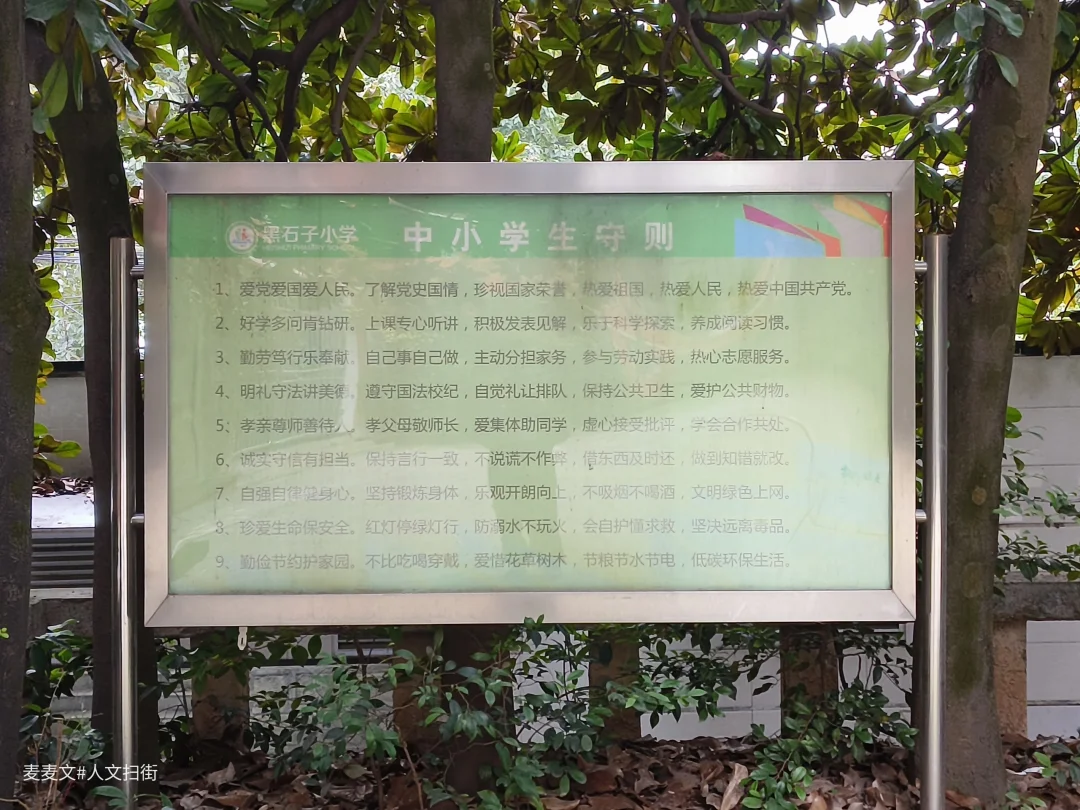 黑石子小学
中小学生守则
1、爱党爱国爱人民。了解党史国情，珍视国家荣誉，热爱祖国，热爱人民，热爱中国共产党。
2、好学多问肯钻研。上课专心听讲，积极发表见解，乐于科学探索，养成阅读习惯。
3、勤劳笃行乐奉献。自己事自己做，主动分担家务，参与劳动实践，热心志愿服务。
4、明礼守法讲美德。遵守国法校纪，自觉礼让排队，保持公共卫生，爱护公共财物。
5、孝亲尊师善待人。孝父母敬师长，爱集体助同学，虚心接受批评，学会合作共处。
6、诚实守信有担当。保持言行一致，不说谎不作弊，借东西及时还，做到知错就改。
7、自强自律健身心。坚持锻炼身体，乐观开朗向上，不吸烟不喝酒，文明绿色上网。
8、珍爱生命保安全。红灯停绿灯行，防溺水不玩火，会自护懂求救，坚决远离毒品。
9、勤俭节约护家园。不比吃喝穿戴，爱惜花草树木，节粮节水节电，低碳环保生活。
麦麦文#人文扫街